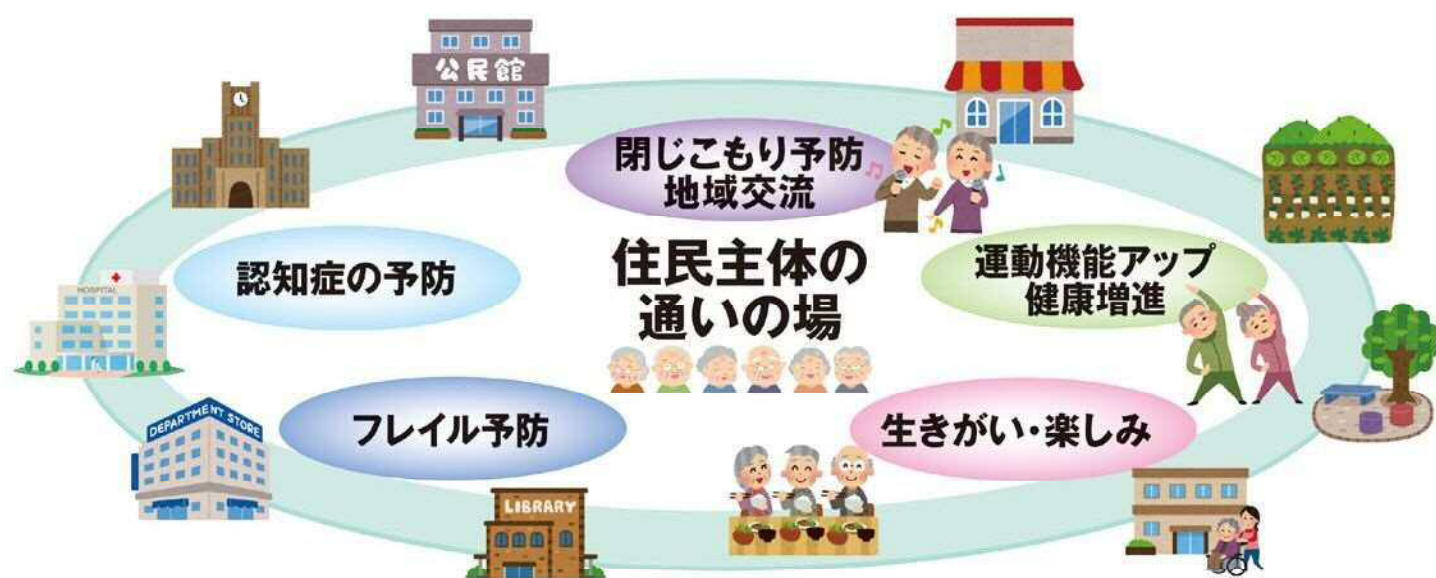 公民館
閉じこもり予防
地域交流
住民主体の
通いの場
認知症の予防
運動機能アップ
健康増進
HOSPITAL
DEPARTMENT STORE
フレイル予防
生きがい・楽しみ
LIBRARY